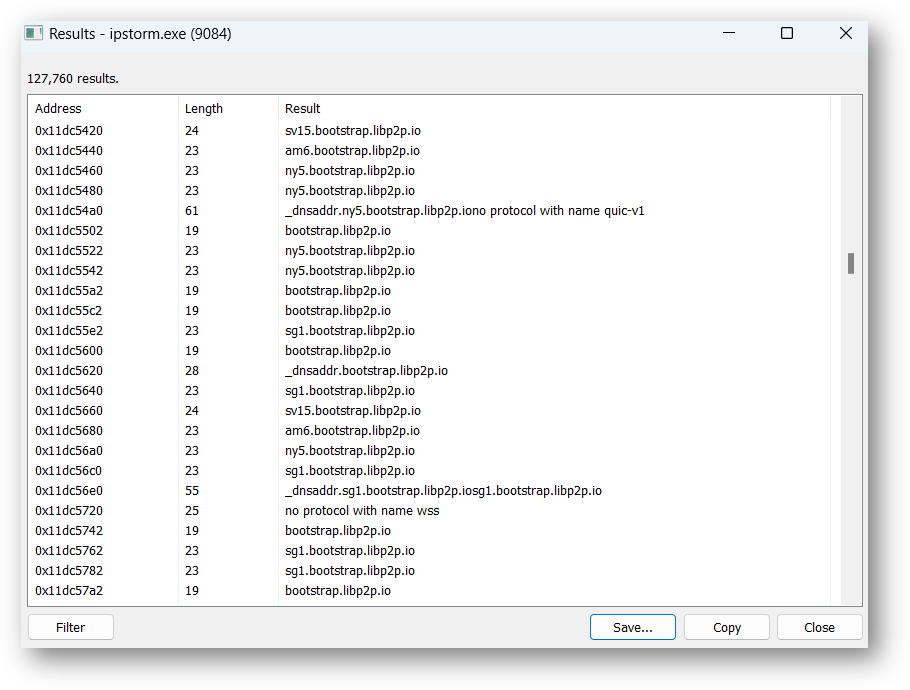 Results - ipstorm.exe (9084)
127,760 results.
Address Length Result
0x11dc5420 24 sv15.bootstrap.libp2p.io
0x11dc5440 23 am6.bootstrap.libp2p.io
0x11dc5460 23 ny5.bootstrap.libp2p.io
0x11dc5480 23 ny5.bootstrap.libp2p.io
0x11dc54a0 61 _dnsaddr.ny5.bootstrap.libp2p.iono protocol with name quic-v1
0x11dc5502 19 bootstrap.libp2p.io
0x11dc5522 23 ny5.bootstrap.libp2p.io
0x11dc5542 23 ny5.bootstrap.libp2p.io
0x11dc55a2 19 bootstrap.libp2p.io
0x11dc55c2 19 bootstrap.libp2p.io
0x11dc55e2 23 sg1.bootstrap.libp2p.io
0x11dc5600 19 bootstrap.libp2p.io
0x11dc5620 28 _dnsaddr.bootstrap.libp2p.io
0x11dc5640 23 sg1.bootstrap.libp2p.io
0x11dc5660 24 sv15.bootstrap.libp2p.io
0x11dc5680 23 am6.bootstrap.libp2p.io
0x11dc56a0 23 ny5.bootstrap.libp2p.io
0x11dc56c0 23 sg1.bootstrap.libp2p.io
0x11dc56e0 55 _dnsaddr.sg1.bootstrap.libp2p.iosg1.bootstrap.libp2p.io
0x11dc5720 25 no protocol with name wss
0x11dc5742 19 bootstrap.libp2p.io
0x11dc5762 23 sg1.bootstrap.libp2p.io
0x11dc5782 23 sg1.bootstrap.libp2p.io
0x11dc57a2 19 bootstrap.libp2p.io
Filter Save... Copy Close